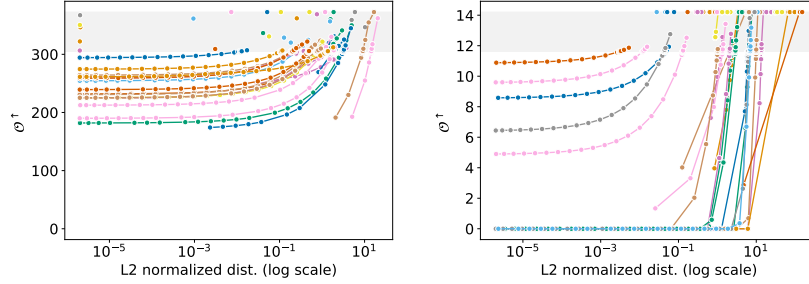 300
200
100
0
𝒪↑
10⁻⁵ 10⁻³ 10⁻¹ 10¹
L2 normalized dist. (log scale)
14
12
10
8
6
4
2
0
𝒪↑
10⁻⁵ 10⁻³ 10⁻¹ 10¹
L2 normalized dist. (log scale)